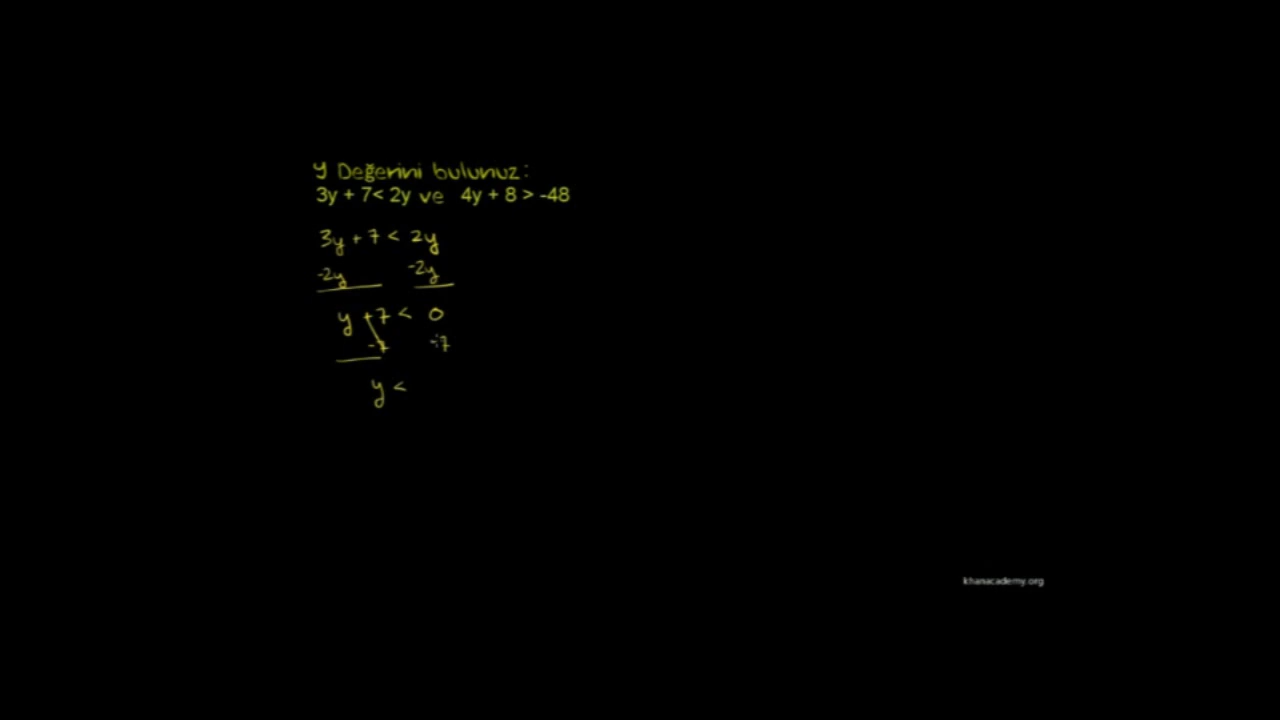 y Değerini bulunuz:
3y + 7 < 2y ve 4y + 8 > -48
3y + 7 < 2y
-2y -2y
y +7 < 0
-7 -7
y <
khanacademy.org